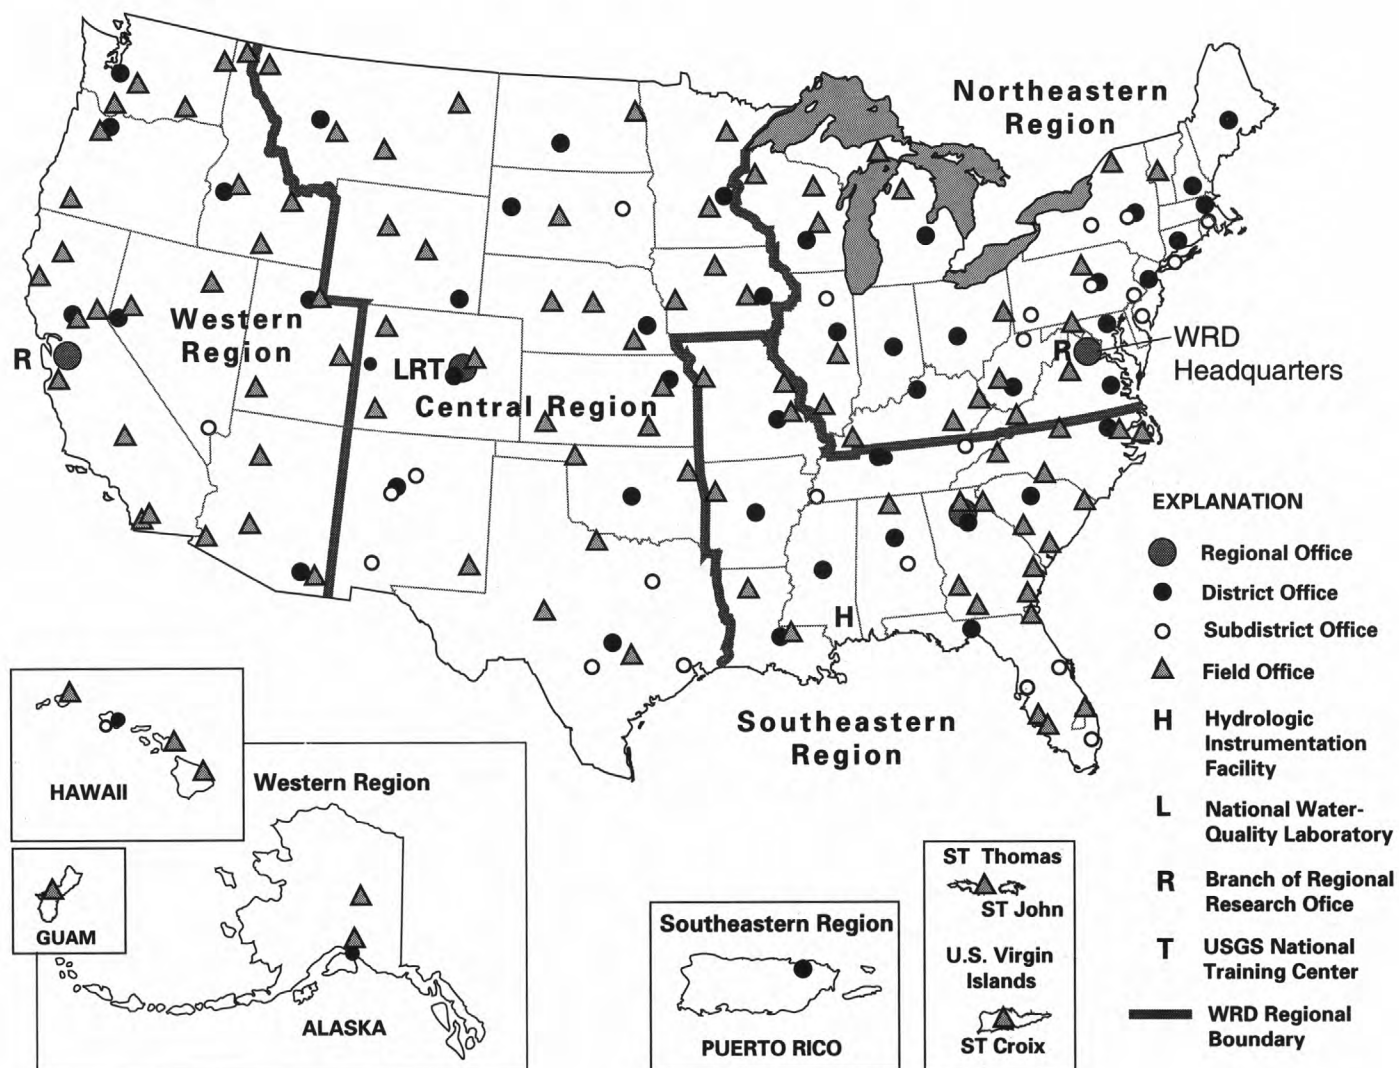 Northeastern
Region
Western
Region
R
LRT
Central Region
R
WRD
Headquarters
H
Southeastern
Region
EXPLANATION
Regional Office
District Office
Subdistrict Office
Field Office
H Hydrologic
Instrumentation
Facility
L National Water-
Quality Laboratory
R Branch of Regional
Research Ofice
T USGS National
Training Center
WRD Regional
Boundary
HAWAII
Western Region
GUAM
ALASKA
Southeastern Region
PUERTO RICO
ST Thomas
ST John
U.S. Virgin
Islands
ST Croix